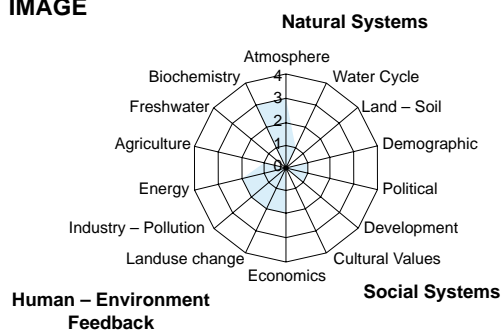 IMAGE
Natural Systems
Atmosphere
Biochemistry
Water Cycle
Freshwater
Land – Soil
Agriculture
Demographic
Energy
Political
Industry – Pollution
Development
Landuse change
Cultural Values
Economics
4
3
2
1
0
Human – Environment
Feedback
Social Systems